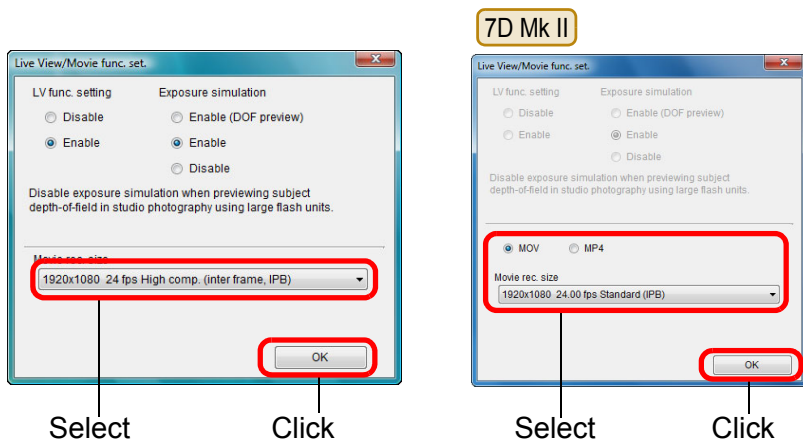 Live View/Movie func. set.
LV func. setting Exposure simulation
Disable Enable (DOF preview)
Enable Enable
Disable
Disable exposure simulation when previewing subject
depth-of-field in studio photography using large flash units.
Movie rec. size
1920x1080 24 fps High comp. (inter frame, IPB)
OK
Select Click
7D Mk II
Live View/Movie func. set.
LV func. setting Exposure simulation
Disable Enable (DOF preview)
Enable Enable
Disable
Disable exposure simulation when previewing subject
depth-of-field in studio photography using large flash units.
MOV MP4
Movie rec. size
1920x1080 24.00 fps Standard (IPB)
OK
Select Click